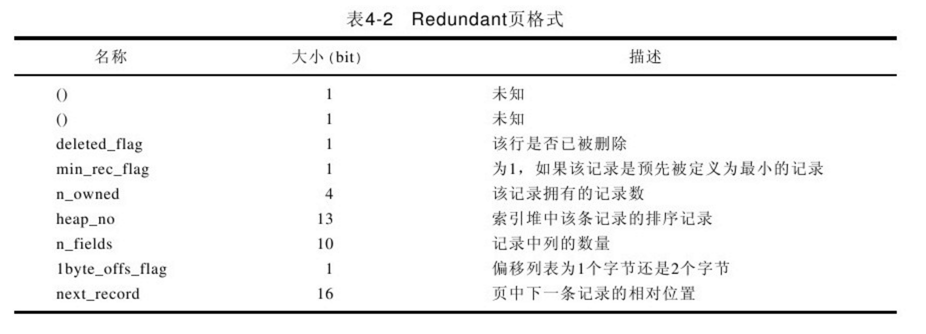 表4-2 Redundant页格式
名称 大小(bit) 描述
() 1 未知
() 1 未知
deleted_flag 1 该行是否已被删除
min_rec_flag 1 为1，如果该记录是预先被定义为最小的记录
n_owned 4 该记录拥有的记录数
heap_no 13 索引堆中该条记录的排序记录
n_fields 10 记录中列的数量
1byte_offs_flag 1 偏移列表为1个字节还是2个字节
next_record 16 页中下一条记录的相对位置